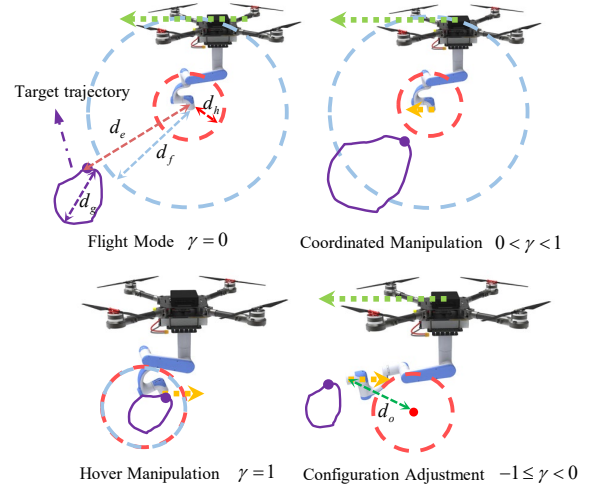 Target trajectory
d_e
d_h
d_f
d_g
Flight Mode γ = 0
Coordinated Manipulation 0 < γ < 1
d_o
Hover Manipulation γ = 1
Configuration Adjustment −1 ≤ γ < 0